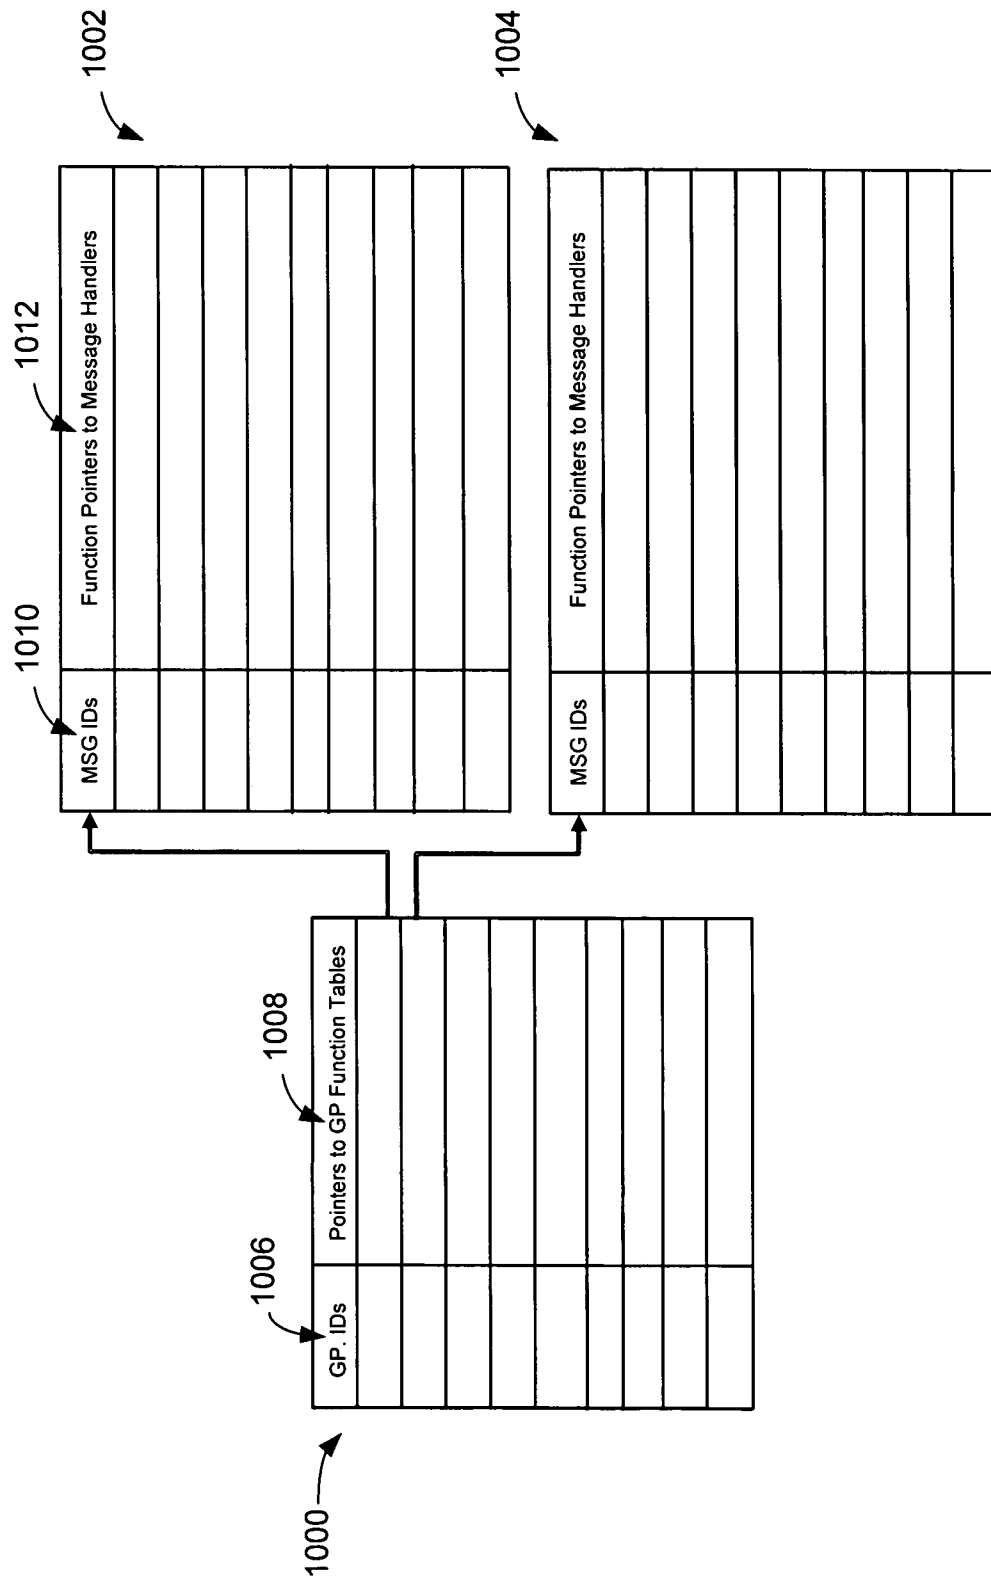 1010
1012
1002
MSG IDs
Function Pointers to Message Handlers
1006
1008
GP. IDs
Pointers to GP Function Tables
1000
1004
MSG IDs
Function Pointers to Message Handlers